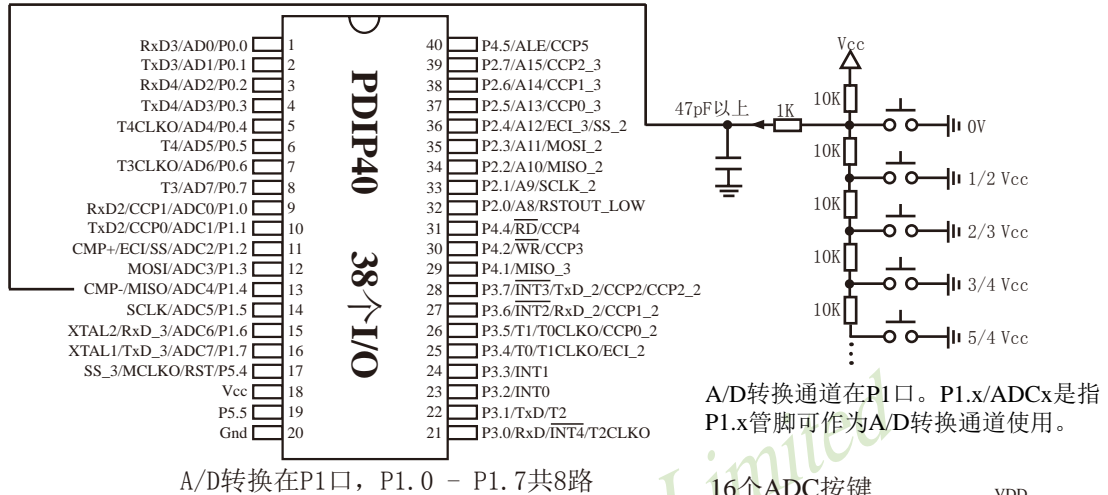 RxD3/AD0/P0.0 1
TxD3/AD1/P0.1 2
RxD4/AD2/P0.2 3
TxD4/AD3/P0.3 4
T4CLKO/AD4/P0.4 5
T4/AD5/P0.5 6
T3CLKO/AD6/P0.6 7
T3/AD7/P0.7 8
RxD2/CCP1/ADC0/P1.0 9
TxD2/CCP0/ADC1/P1.1 10
CMP+/ECI/SS/ADC2/P1.2 11
MOSI/ADC3/P1.3 12
CMP-/MISO/ADC4/P1.4 13
SCLK/ADC5/P1.5 14
XTAL2/RxD_3/ADC6/P1.6 15
XTAL1/TxD_3/ADC7/P1.7 16
SS_3/MCLKO/RST/P5.4 17
Vcc 18
P5.5 19
Gnd 20
PDIP40 38个I/O
40 P4.5/ALE/CCP5
39 P2.7/A15/CCP2_3
38 P2.6/A14/CCP1_3
37 P2.5/A13/CCP0_3
36 P2.4/A12/ECI_3/SS_2
35 P2.3/A11/MOSI_2
34 P2.2/A10/MISO_2
33 P2.1/A9/SCLK_2
32 P2.0/A8/RSTOUT_LOW
31 P4.4/RD/CCP4
30 P4.2/WR/CCP3
29 P4.1/MISO_3
28 P3.7/INT3/TxD_2/CCP2/CCP2_2
27 P3.6/INT2/RxD_2/CCP1_2
26 P3.5/T1/T0CLKO/CCP0_2
25 P3.4/T0/T1CLKO/ECI_2
24 P3.3/INT1
23 P3.2/INT0
22 P3.1/TxD/T2
21 P3.0/RxD/INT4/T2CLKO
A/D转换在P1口，P1.0 - P1.7共8路
Vcc
47pF以上 1K
10K
0V
10K
1/2 Vcc
10K
2/3 Vcc
10K
3/4 Vcc
10K
5/4 Vcc
A/D转换通道在P1口。P1.x/ADCx是指
P1.x管脚可作为A/D转换通道使用。
Limited
16个ADC按键
VDD